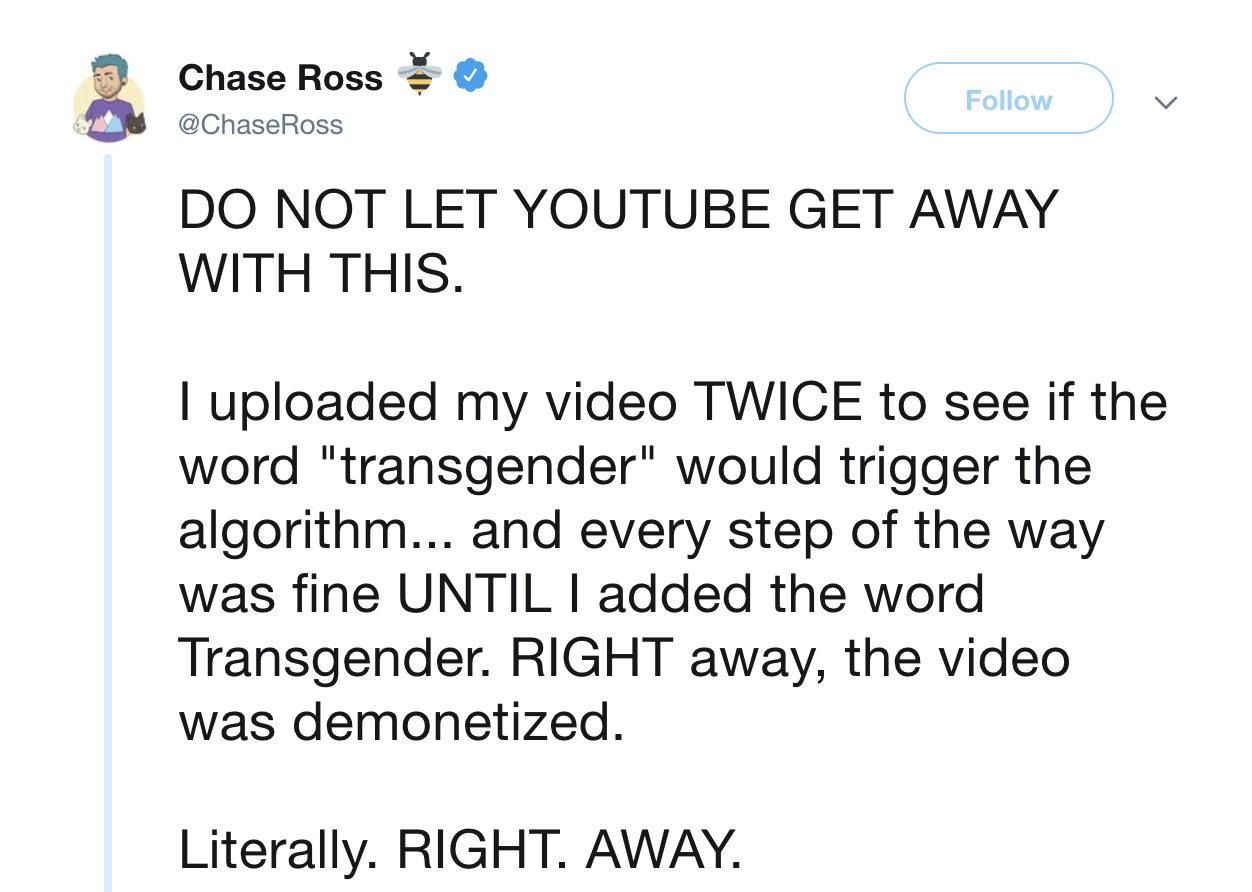 Chase Ross 🐝
@ChaseRoss
Follow
DO NOT LET YOUTUBE GET AWAY
WITH THIS.
I uploaded my video TWICE to see if the
word "transgender" would trigger the
algorithm... and every step of the way
was fine UNTIL I added the word
Transgender. RIGHT away, the video
was demonetized.
Literally. RIGHT. AWAY.